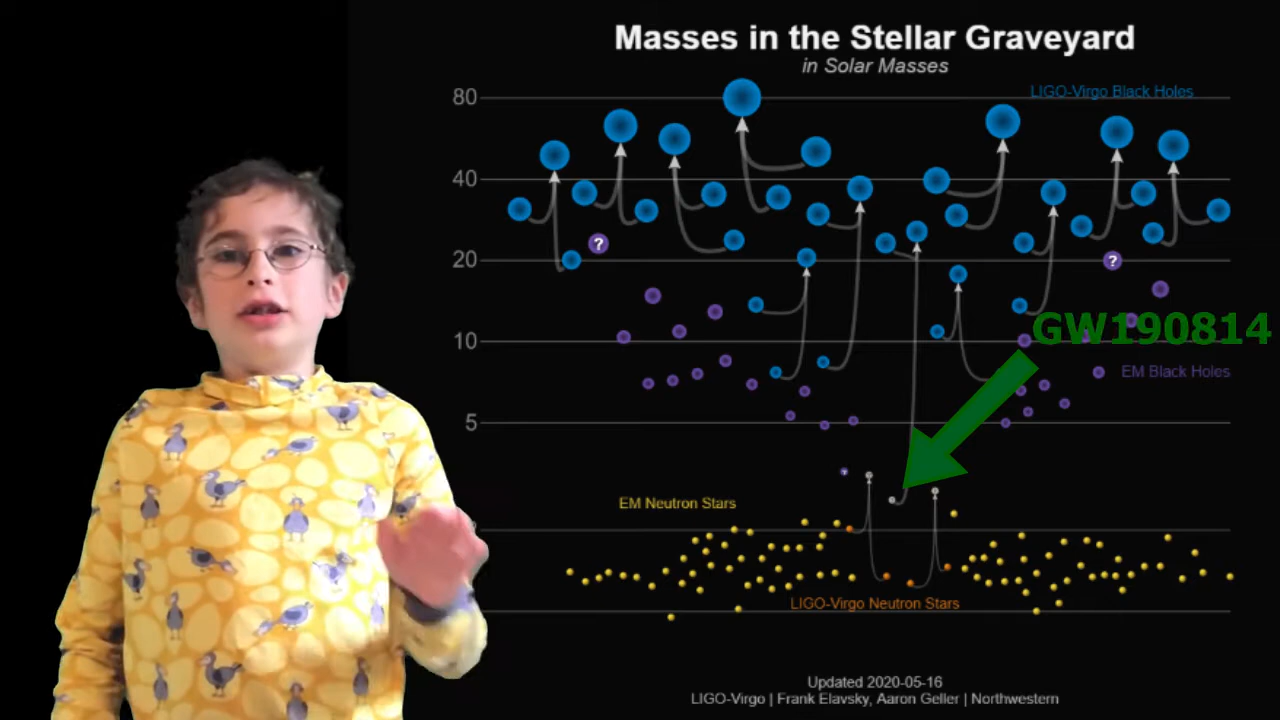 Masses in the Stellar Graveyard
in Solar Masses
LIGO-Virgo Black Holes
80
40
20
?
?
GW190814
10
EM Black Holes
5
EM Neutron Stars
LIGO-Virgo Neutron Stars
Updated 2020-05-16
LIGO-Virgo | Frank Elavsky, Aaron Geller | Northwestern